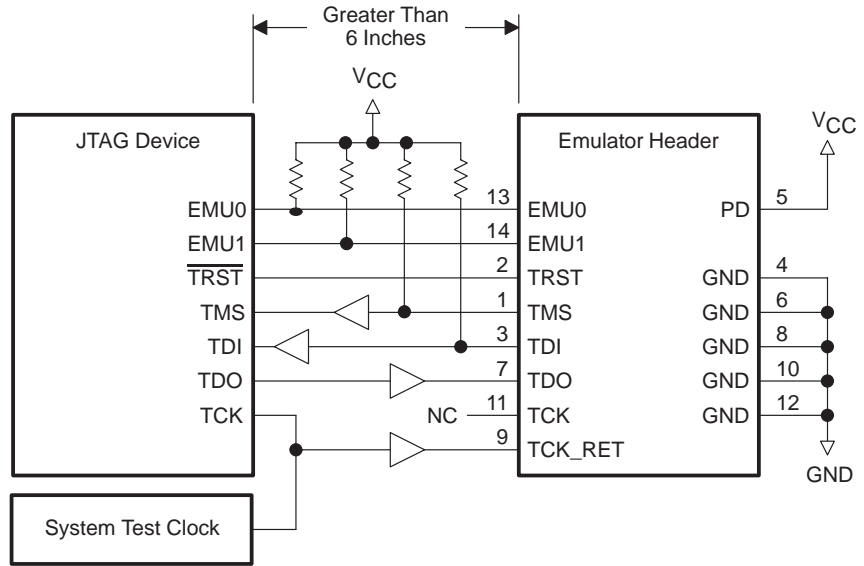 Greater Than
6 Inches
VCC
JTAG Device
Emulator Header
VCC
EMU0 13 EMU0 PD 5
EMU1 14 EMU1
TRST 2 TRST GND 4
TMS 1 TMS GND 6
TDI 3 TDI GND 8
TDO 7 TDO GND 10
TCK NC 11 TCK GND 12
9 TCK_RET
GND
System Test Clock